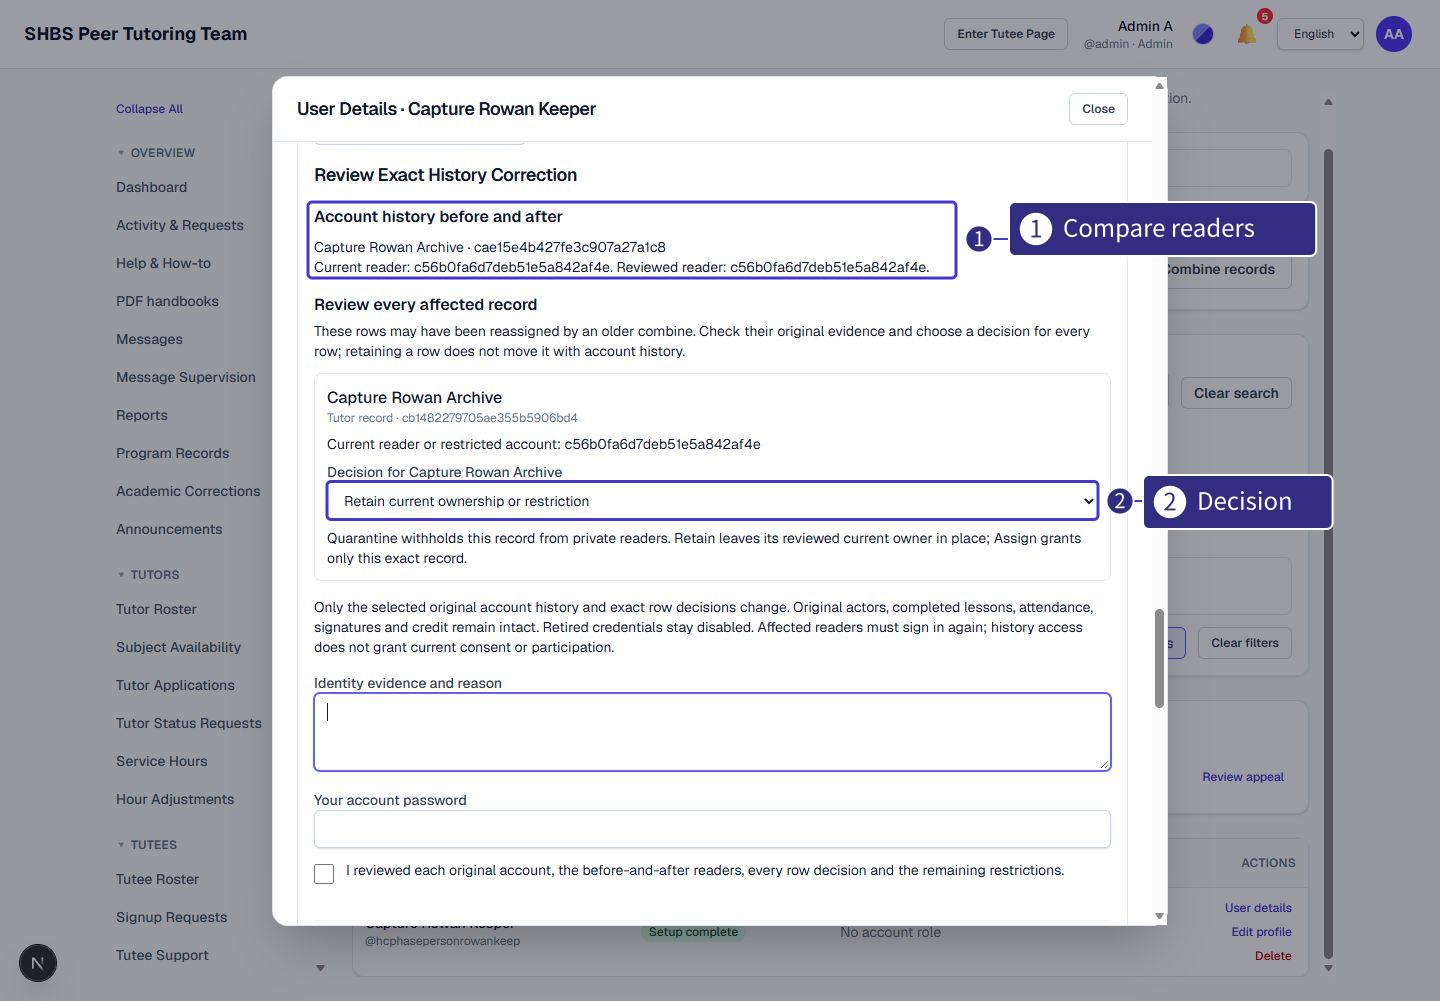 SHBS Peer Tutoring Team
Enter Tutee Page
Admin A
@admin · Admin
5
English
AA
Collapse All
OVERVIEW
Dashboard
Activity & Requests
Help & How-to
PDF handbooks
Messages
Message Supervision
Reports
Program Records
Academic Corrections
Announcements
TUTORS
Tutor Roster
Subject Availability
Tutor Applications
Tutor Status Requests
Service Hours
Hour Adjustments
TUTEES
Tutee Roster
Signup Requests
Tutee Support
N
User Details · Capture Rowan Keeper
Close
Review Exact History Correction
Account history before and after
Capture Rowan Archive · cae15e4b427fe3c907a27a1c8
Current reader: c56b0fa6d7deb51e5a842af4e. Reviewed reader: c56b0fa6d7deb51e5a842af4e.
1
1 Compare readers
Review every affected record
These rows may have been reassigned by an older combine. Check their original evidence and choose a decision for every
row; retaining a row does not move it with account history.
Capture Rowan Archive
Tutor record · cb1482279705ae355b5906bd4
Current reader or restricted account: c56b0fa6d7deb51e5a842af4e
Decision for Capture Rowan Archive
Retain current ownership or restriction
2
2 Decision
Quarantine withholds this record from private readers. Retain leaves its reviewed current owner in place; Assign grants
only this exact record.
Only the selected original account history and exact row decisions change. Original actors, completed lessons, attendance,
signatures and credit remain intact. Retired credentials stay disabled. Affected readers must sign in again; history access
does not grant current consent or participation.
Identity evidence and reason
Your account password
I reviewed each original account, the before-and-after readers, every row decision and the remaining restrictions.
tion.
Combine records
Clear search
s
Clear filters
Review appeal
ACTIONS
User details
Edit profile
Delete
Capture Rowan Keeper
@hcphasepersonrowankeep
Setup complete
No account role